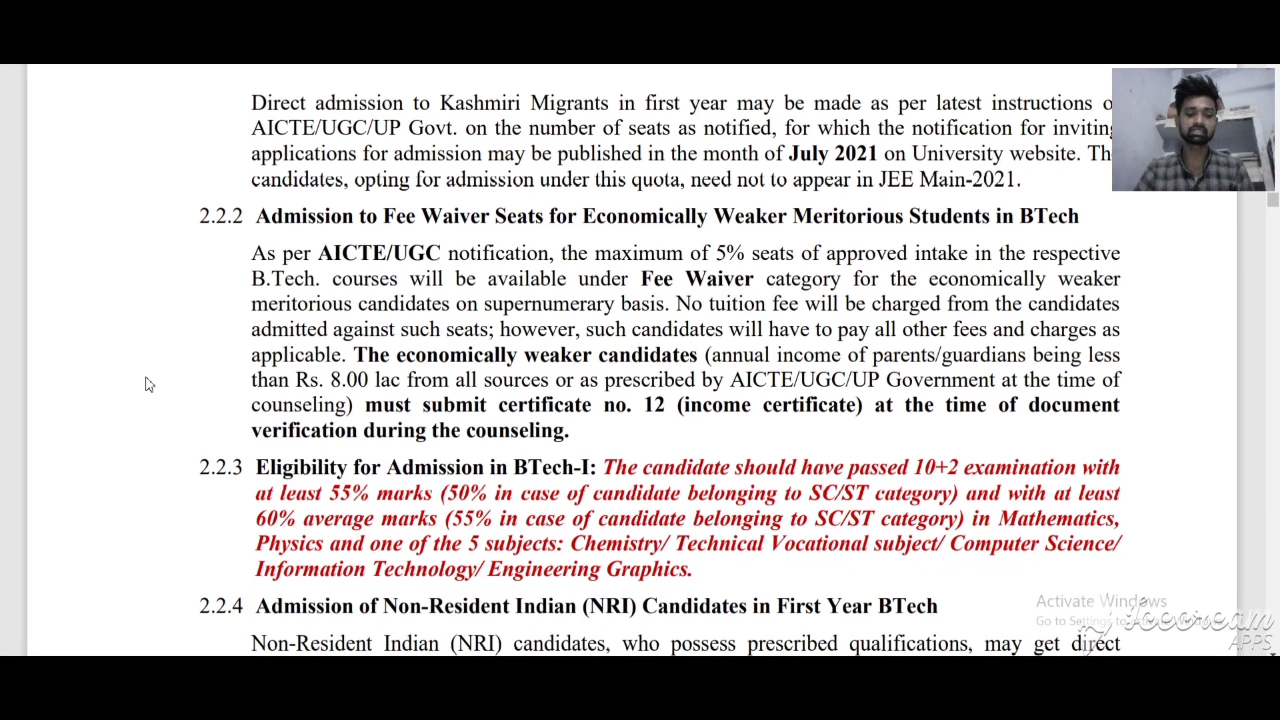 Direct admission to Kashmiri Migrants in first year may be made as per latest instructions
AICTE/UGC/UP Govt. on the number of seats as notified, for which the notification for inviting
applications for admission may be published in the month of July 2021 on University website.
candidates, opting for admission under this quota, need not to appear in JEE Main-2021.
2.2.2 Admission to Fee Waiver Seats for Economically Weaker Meritorious Students in BTech
As per AICTE/UGC notification, the maximum of 5% seats of approved intake in the respective
B.Tech. courses will be available under Fee Waiver category for the economically weaker
meritorious candidates on supernumerary basis. No tuition fee will be charged from the candidates
admitted against such seats; however, such candidates will have to pay all other fees and charges as
applicable. The economically weaker candidates (annual income of parents/guardians being less
than Rs. 8.00 lac from all sources or as prescribed by AICTE/UGC/UP Government at the time of
counseling) must submit certificate no. 12 (income certificate) at the time of document
verification during the counseling.
2.2.3 Eligibility for Admission in BTech-I: The candidate should have passed 10+2 examination with
at least 55% marks (50% in case of candidate belonging to SC/ST category) and with at least
60% average marks (55% in case of candidate belonging to SC/ST category) in Mathematics,
Physics and one of the 5 subjects: Chemistry/ Technical Vocational subject/ Computer Science/
Information Technology/ Engineering Graphics.
2.2.4 Admission of Non-Resident Indian (NRI) Candidates in First Year BTech
Non-Resident Indian (NRI) candidates, who possess prescribed qualifications, may get direct
Activate Windows
Go to Settings to
Icecream
APPS